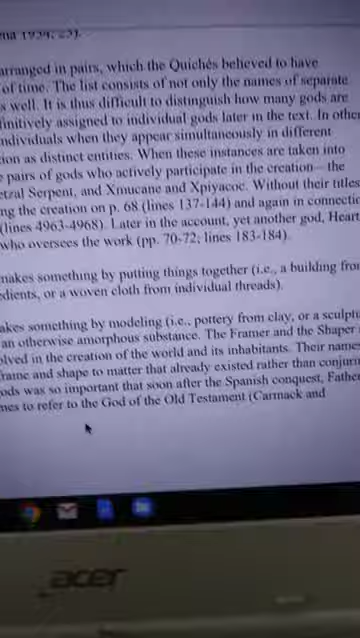 arranged in pairs, which the Quichés believed to have
of time. The list consists of not only the names of separate
s well. It is thus difficult to distinguish how many gods are
finitively assigned to individual gods later in the text. In other
ndividuals when they appear simultaneously in different
ion as distinct entities. When these instances are taken into
pairs of gods who actively participate in the creation—the
etzal Serpent, and Xmucane and Xpiyacoc. Without their titles
ng the creation on p. 68 (lines 137-144) and again in connectio
(lines 4963-4968). Later in the account, yet another god, Heart
who oversees the work (pp. 70-72; lines 183-184).
makes something by putting things together (i.e., a building from
edients, or a woven cloth from individual threads).
akes something by modeling (i.e., pottery from clay, or a sculptu
an otherwise amorphous substance. The Framer and the Shaper
olved in the creation of the world and its inhabitants. Their names
frame and shape to matter that already existed rather than conjuri
ods was so important that soon after the Spanish conquest, Father
mes to refer to the God of the Old Testament (Carmack and
acer